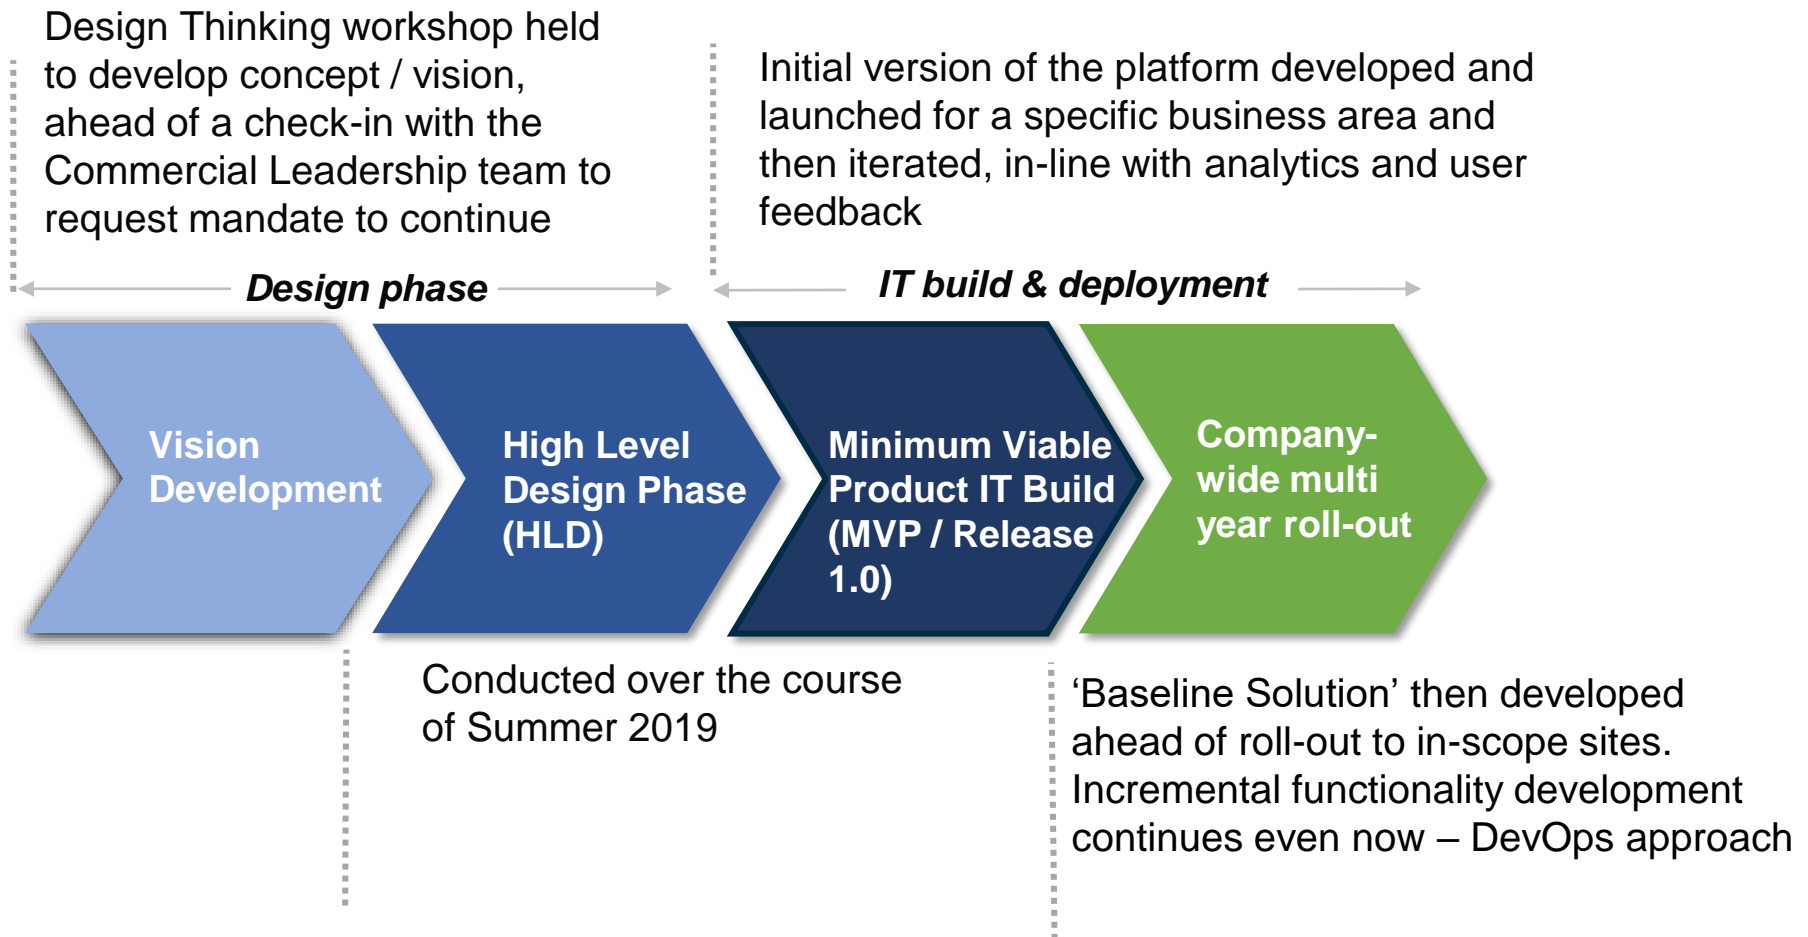 Design Thinking workshop held
to develop concept / vision,
ahead of a check-in with the
Commercial Leadership team to
request mandate to continue
Initial version of the platform developed and
launched for a specific business area and
then iterated, in-line with analytics and user
feedback
Design phase
IT build & deployment
Vision
Development
High Level
Design Phase
(HLD)
Minimum Viable
Product IT Build
(MVP / Release
1.0)
Company-
wide multi
year roll-out
Conducted over the course
of Summer 2019
‘Baseline Solution’ then developed
ahead of roll-out to in-scope sites.
Incremental functionality development
continues even now – DevOps approach